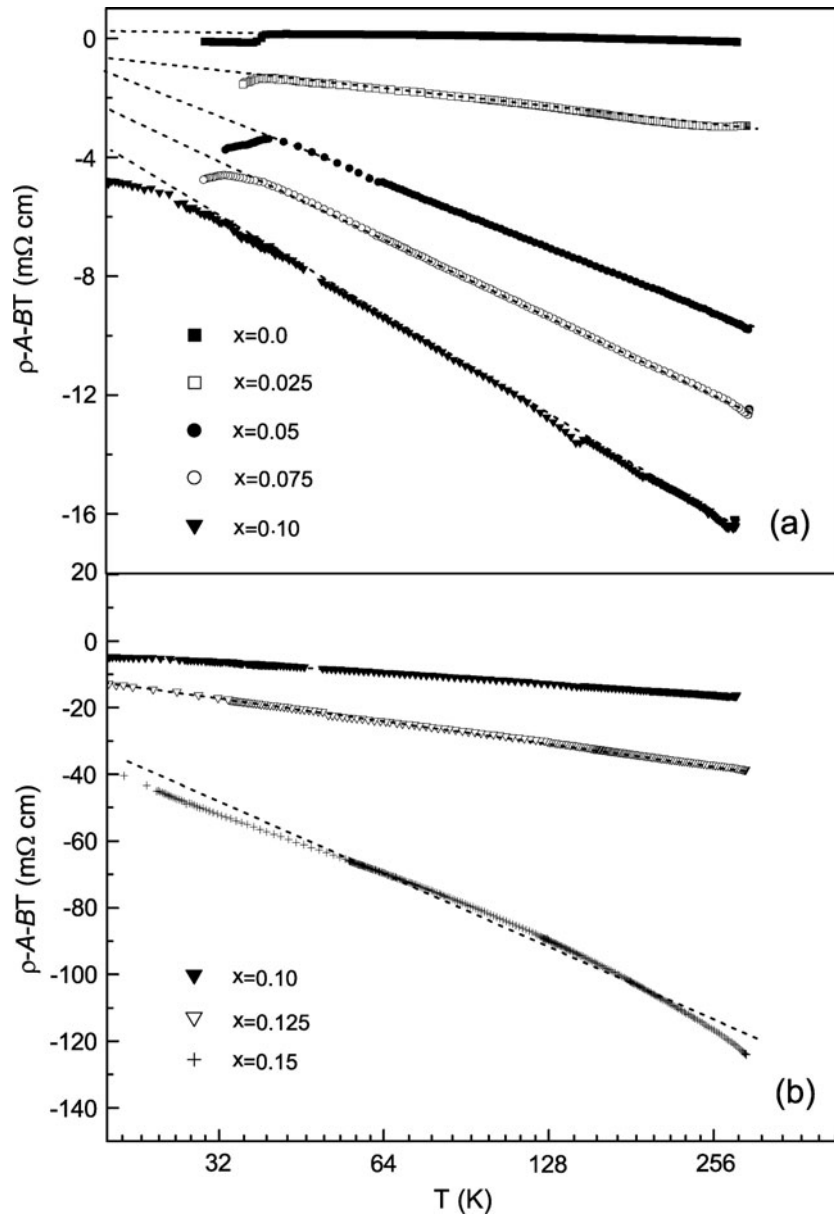 0
-4
-8
-12
-16
ρ-A-BT (mΩ cm)
x=0.0
x=0.025
x=0.05
x=0.075
x=0.10
(a)
20
0
-20
-40
-60
-80
-100
-120
-140
ρ-A-BT (mΩ cm)
x=0.10
x=0.125
x=0.15
(b)
32
64
128
256
T (K)